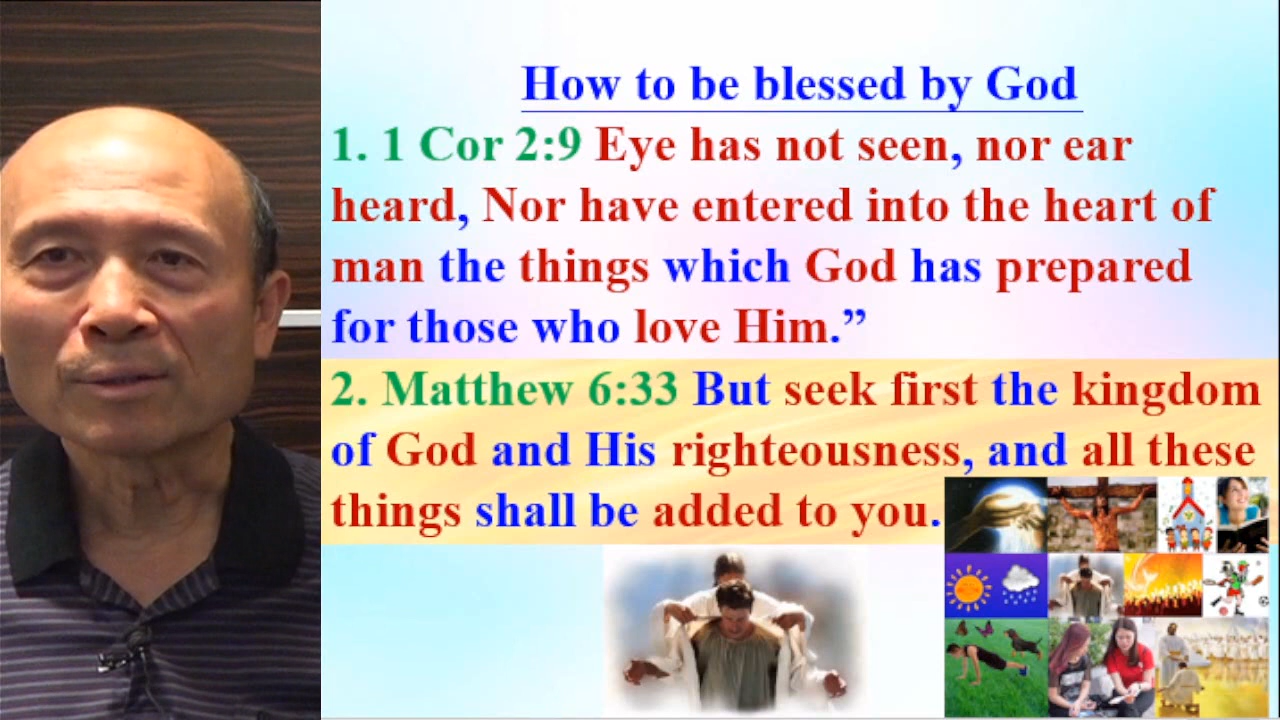 How to be blessed by God
1. 1 Cor 2:9 Eye has not seen, nor ear
heard, Nor have entered into the heart of
man the things which God has prepared
for those who love Him.”
2. Matthew 6:33 But seek first the kingdom
of God and His righteousness, and all these
things shall be added to you.